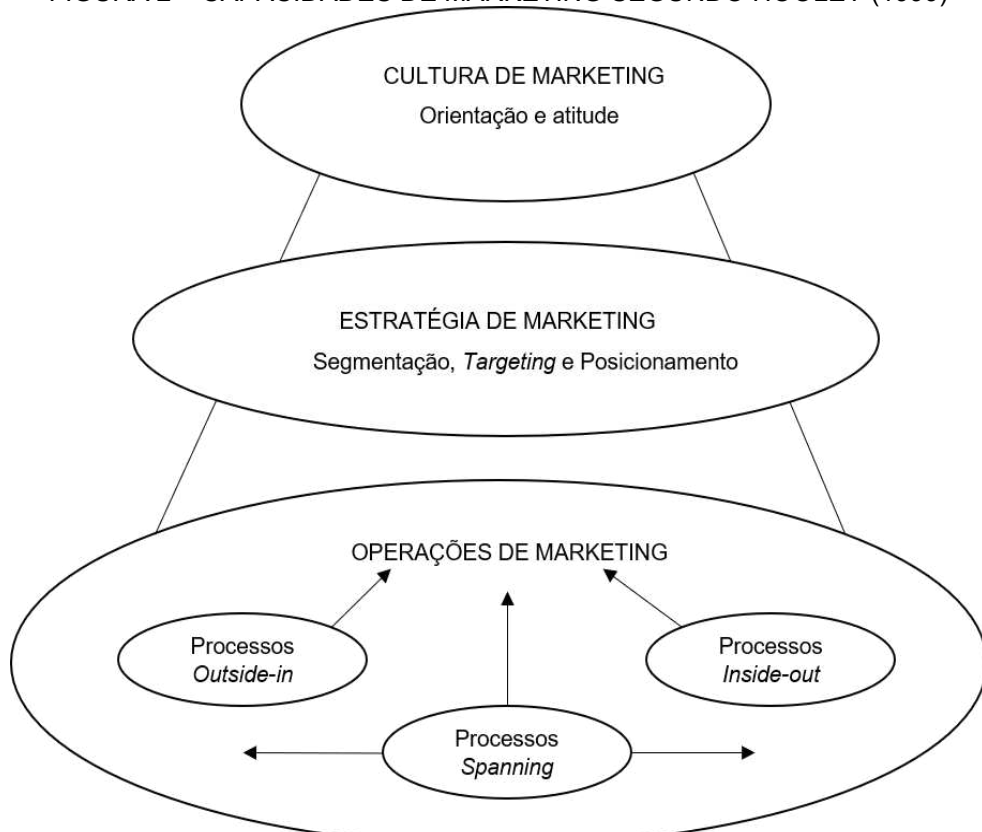 CULTURA DE MARKETING
Orientação e atitude
ESTRATÉGIA DE MARKETING
Segmentação, Targeting e Posicionamento
OPERAÇÕES DE MARKETING
Processos
Outside-in
Processos
Inside-out
Processos
Spanning